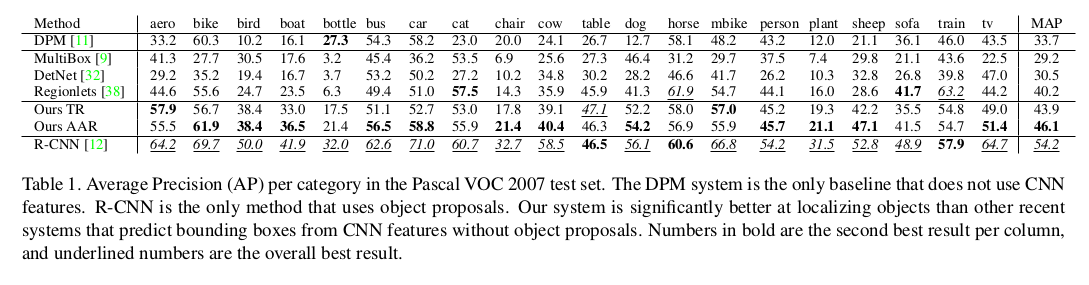 Method aero bike bird boat bottle bus car cat chair cow table dog horse mbike person plant sheep sofa train tv MAP
DPM [11] 33.2 60.3 10.2 16.1 27.3 54.3 58.2 23.0 20.0 24.1 26.7 12.7 58.1 48.2 43.2 12.0 21.1 36.1 46.0 43.5 33.7
MultiBox [9] 41.3 27.7 30.5 17.6 3.2 45.4 36.2 53.5 6.9 25.6 27.3 46.4 31.2 29.7 37.5 7.4 29.8 21.1 43.6 22.5 29.2
DetNet [32] 29.2 35.2 19.4 16.7 3.7 53.2 50.2 27.2 10.2 34.8 30.2 28.2 46.6 41.7 26.2 10.3 32.8 26.8 39.8 47.0 30.5
Regionlets [38] 44.6 55.6 24.7 23.5 6.3 49.4 51.0 57.5 14.3 35.9 45.9 41.3 61.9 54.7 44.1 16.0 28.6 41.7 63.2 44.2 40.2
Ours TR 57.9 56.7 38.4 33.0 17.5 51.1 52.7 53.0 17.8 39.1 47.1 52.2 58.0 57.0 45.2 19.3 42.2 35.5 54.8 49.0 43.9
Ours AAR 55.5 61.9 38.4 36.5 21.4 56.5 58.8 55.9 21.4 40.4 46.3 54.2 56.9 55.9 45.7 21.1 47.1 41.5 54.7 51.4 46.1
R-CNN [12] 64.2 69.7 50.0 41.9 32.0 62.6 71.0 60.7 32.7 58.5 46.5 56.1 60.6 66.8 54.2 31.5 52.8 48.9 57.9 64.7 54.2
Table 1. Average Precision (AP) per category in the Pascal VOC 2007 test set. The DPM system is the only baseline that does not use CNN
features. R-CNN is the only method that uses object proposals. Our system is significantly better at localizing objects than other recent
systems that predict bounding boxes from CNN features without object proposals. Numbers in bold are the second best result per column,
and underlined numbers are the overall best result.